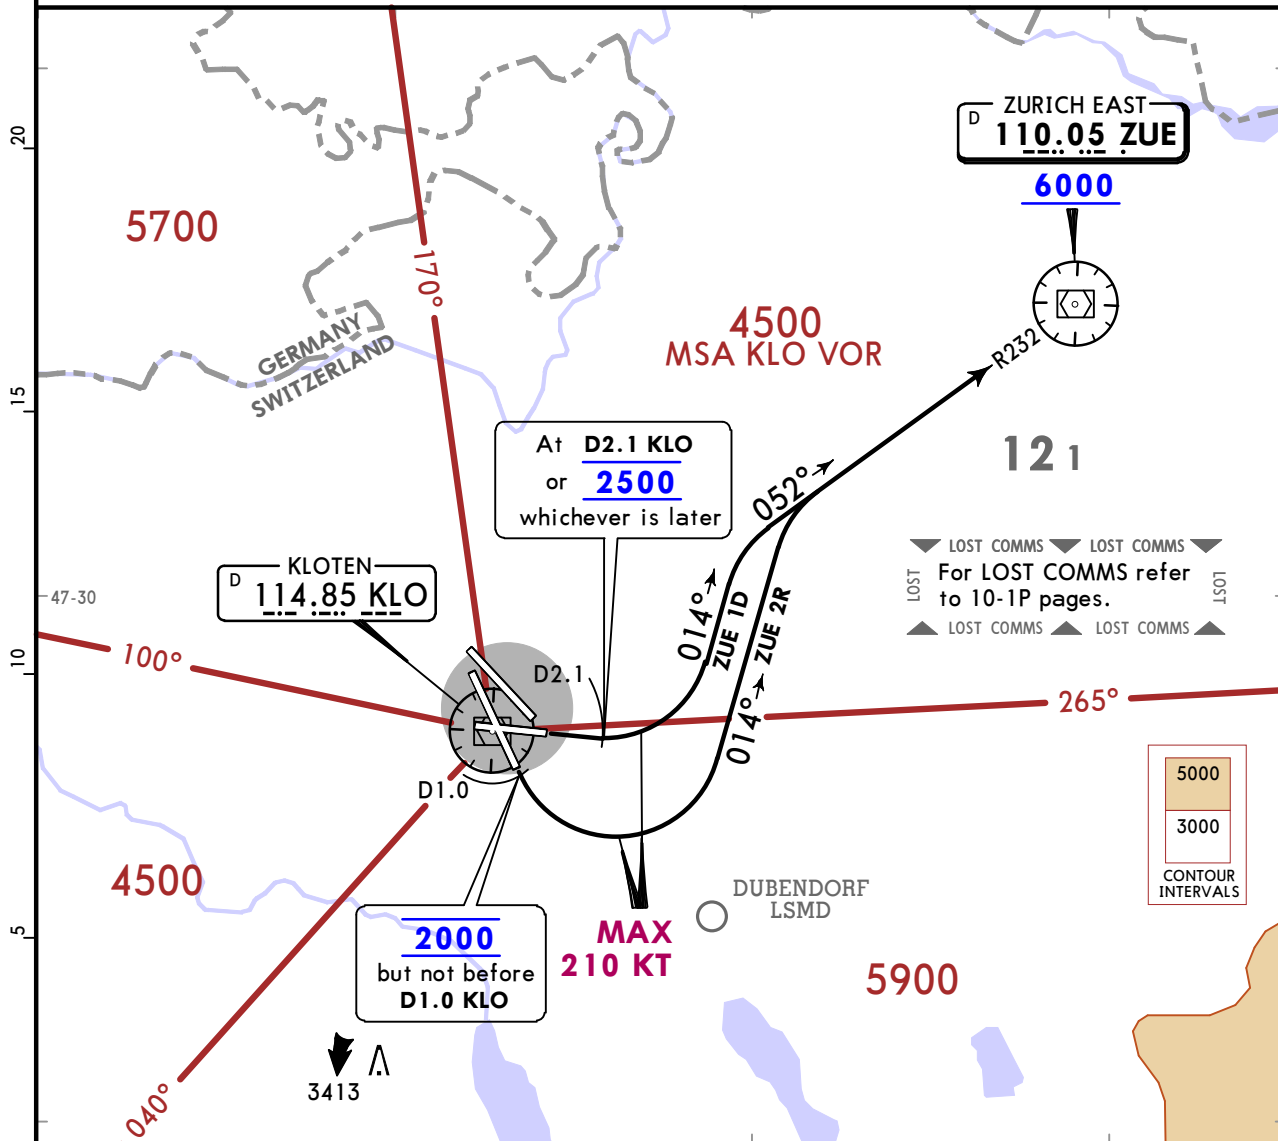 20
ZURICH EAST
D 110.05 ZUE
6000
5700
170°
4500
MSA KLO VOR
GERMANY
SWITZERLAND
R232
15
At D2.1 KLO
or 2500
whichever is later
052°
12 1
KLOTEN
D 114.85 KLO
LOST COMMS LOST COMMS
LOST
For LOST COMMS refer
to 10-1P pages.
LOST
LOST COMMS LOST COMMS
47-30
014°
ZUE 1D
014°
ZUE 2R
10
100°
D2.1
265°
D1.0
5000
3000
CONTOUR
INTERVALS
4500
DUBENDORF
LSMD
5
2000
but not before
D1.0 KLO
MAX
210 KT
5900
3413
040°